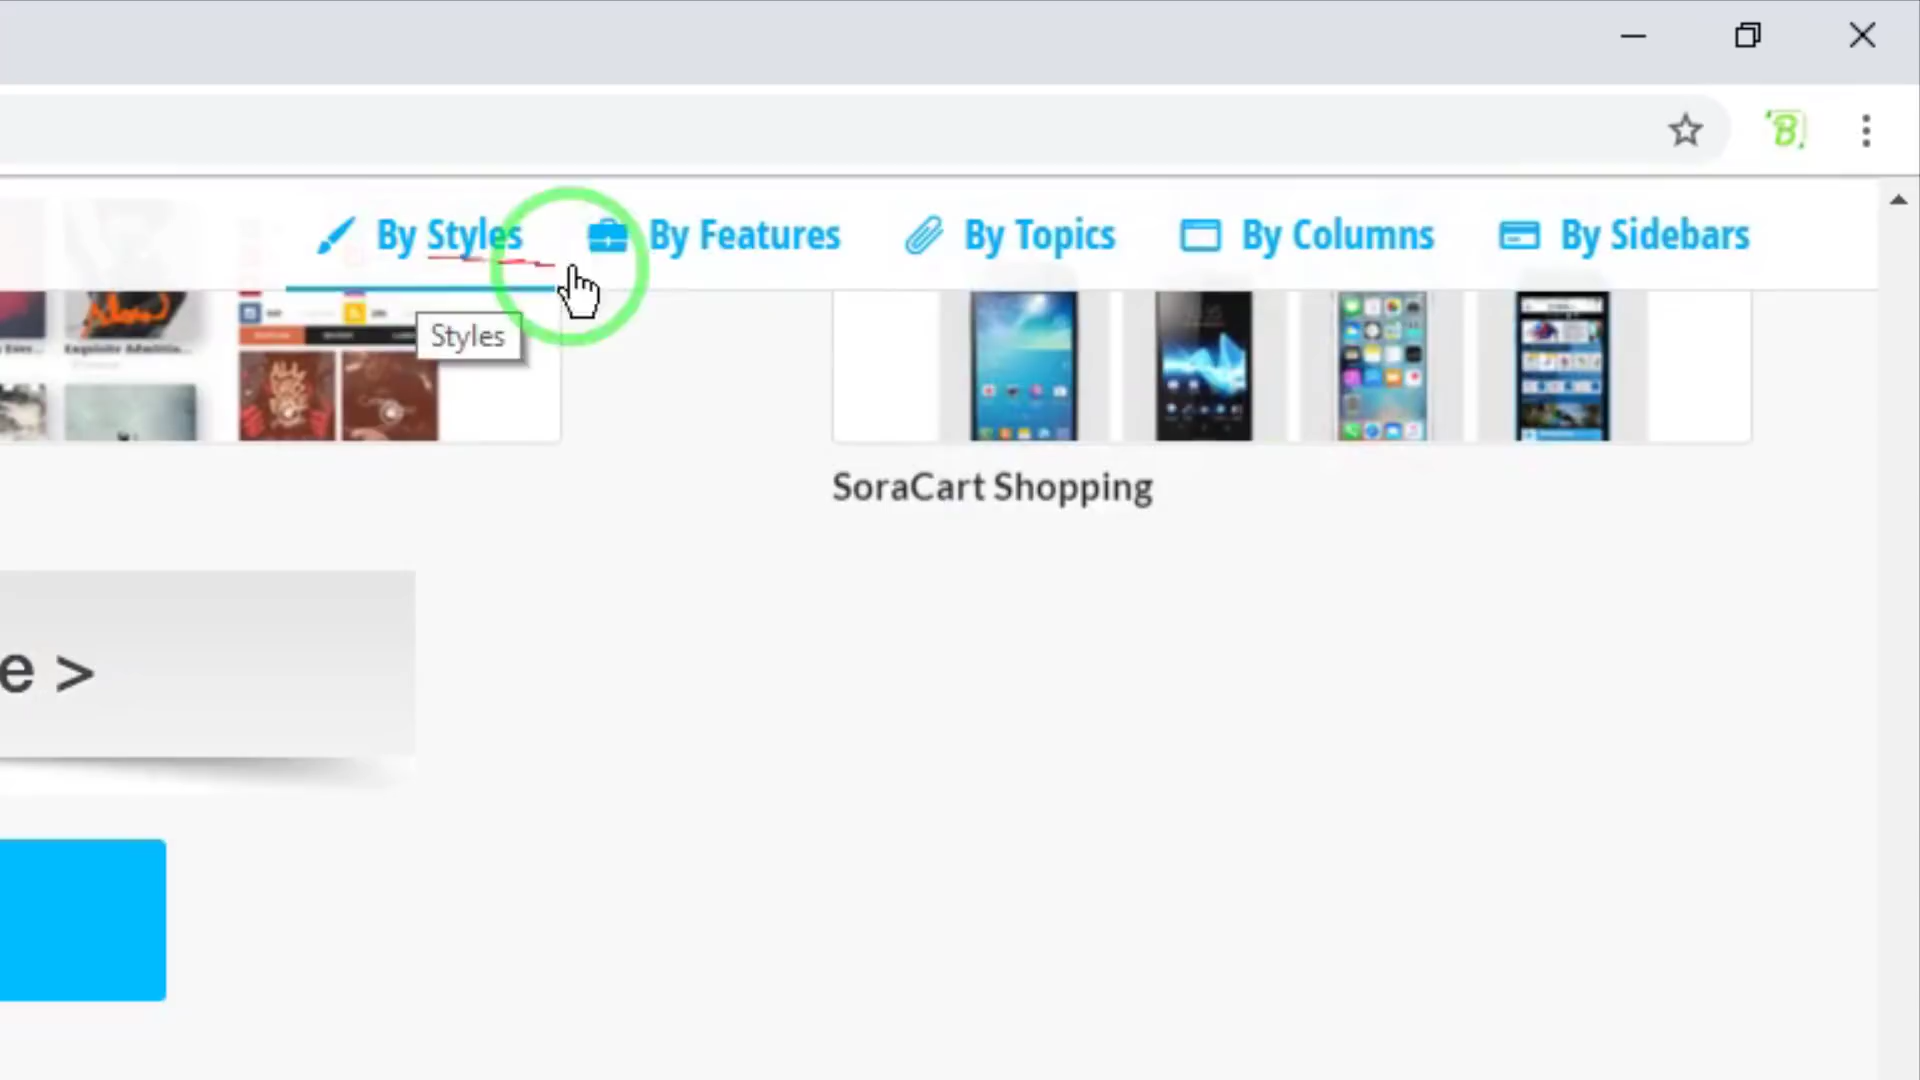 By Styles
By Features
By Topics
By Columns
By Sidebars
Styles
SoraCart Shopping
e >